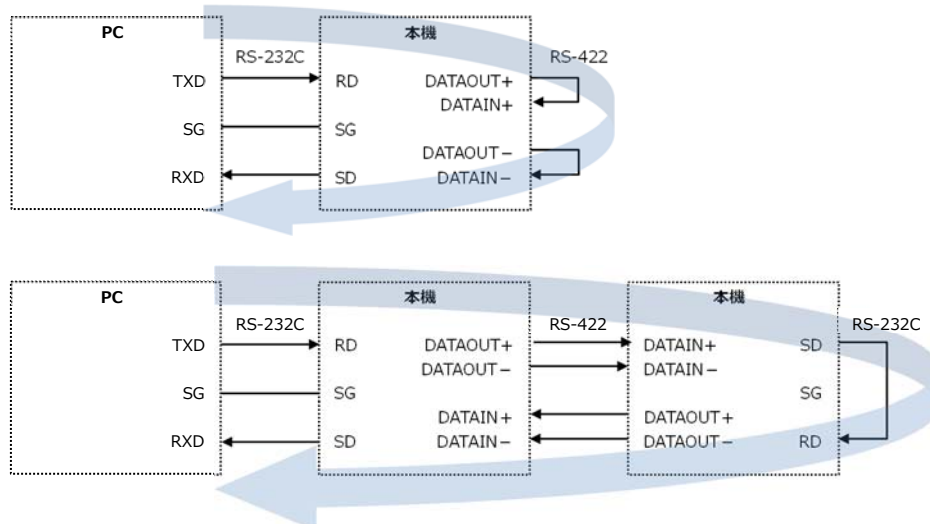 PC
本機
RS-232C
RS-422
TXD
RD
DATAOUT+
DATAIN+
SG
SG
DATAOUT−
RXD
SD
DATAIN−
PC
本機
本機
RS-232C
RS-422
RS-232C
TXD
RD
DATAOUT+
DATAIN+
SD
DATAOUT−
DATAIN−
SG
SG
SG
DATAIN+
DATAOUT+
RXD
SD
DATAIN−
DATAOUT−
RD